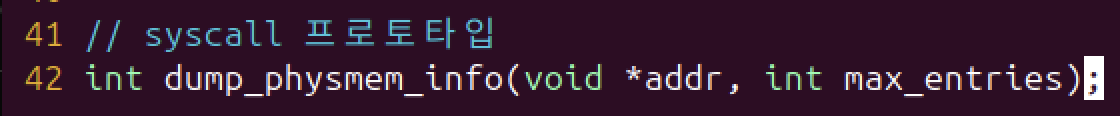 41 // syscall 프로토타입
42 int dump_physmem_info(void *addr, int max_entries);